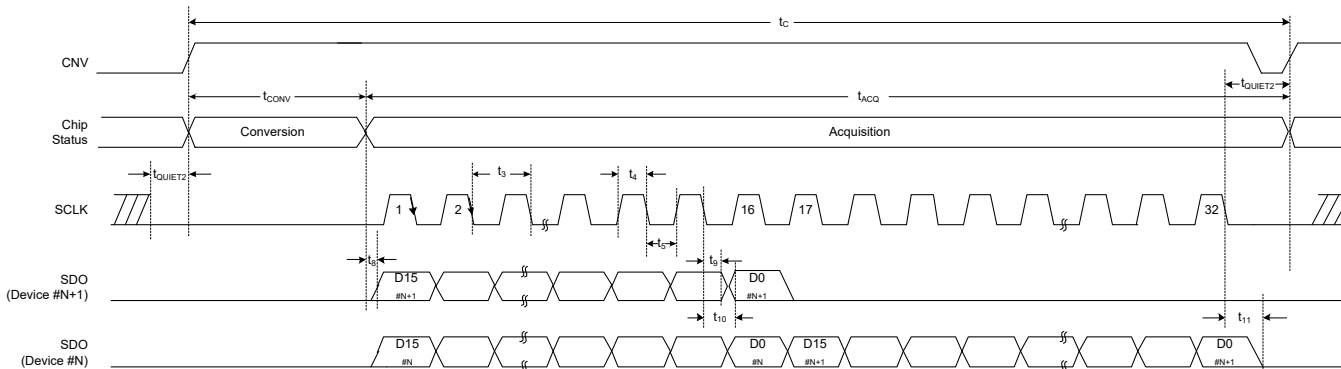 tC
CNV
tCONV
tACQ
tQUIET2
Chip
Status
Conversion
Acquisition
tQUIET2
t3
t4
SCLK
1
2
16
17
32
t5
t8
t9
SDO
(Device #N+1)
D15
#N+1
D0
#N+1
t10
t11
SDO
(Device #N)
D15
#N
D0
#N
D15
#N+1
D0
#N+1